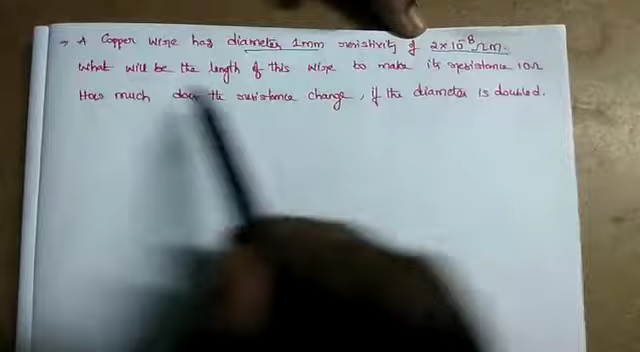 → A Copper wire has diameter 1mm resistivity of 2×10⁻⁸ Ωm.
What will be the length of this wire to make its resistance 10Ω
How much does the resistance change, if the diameter is doubled.